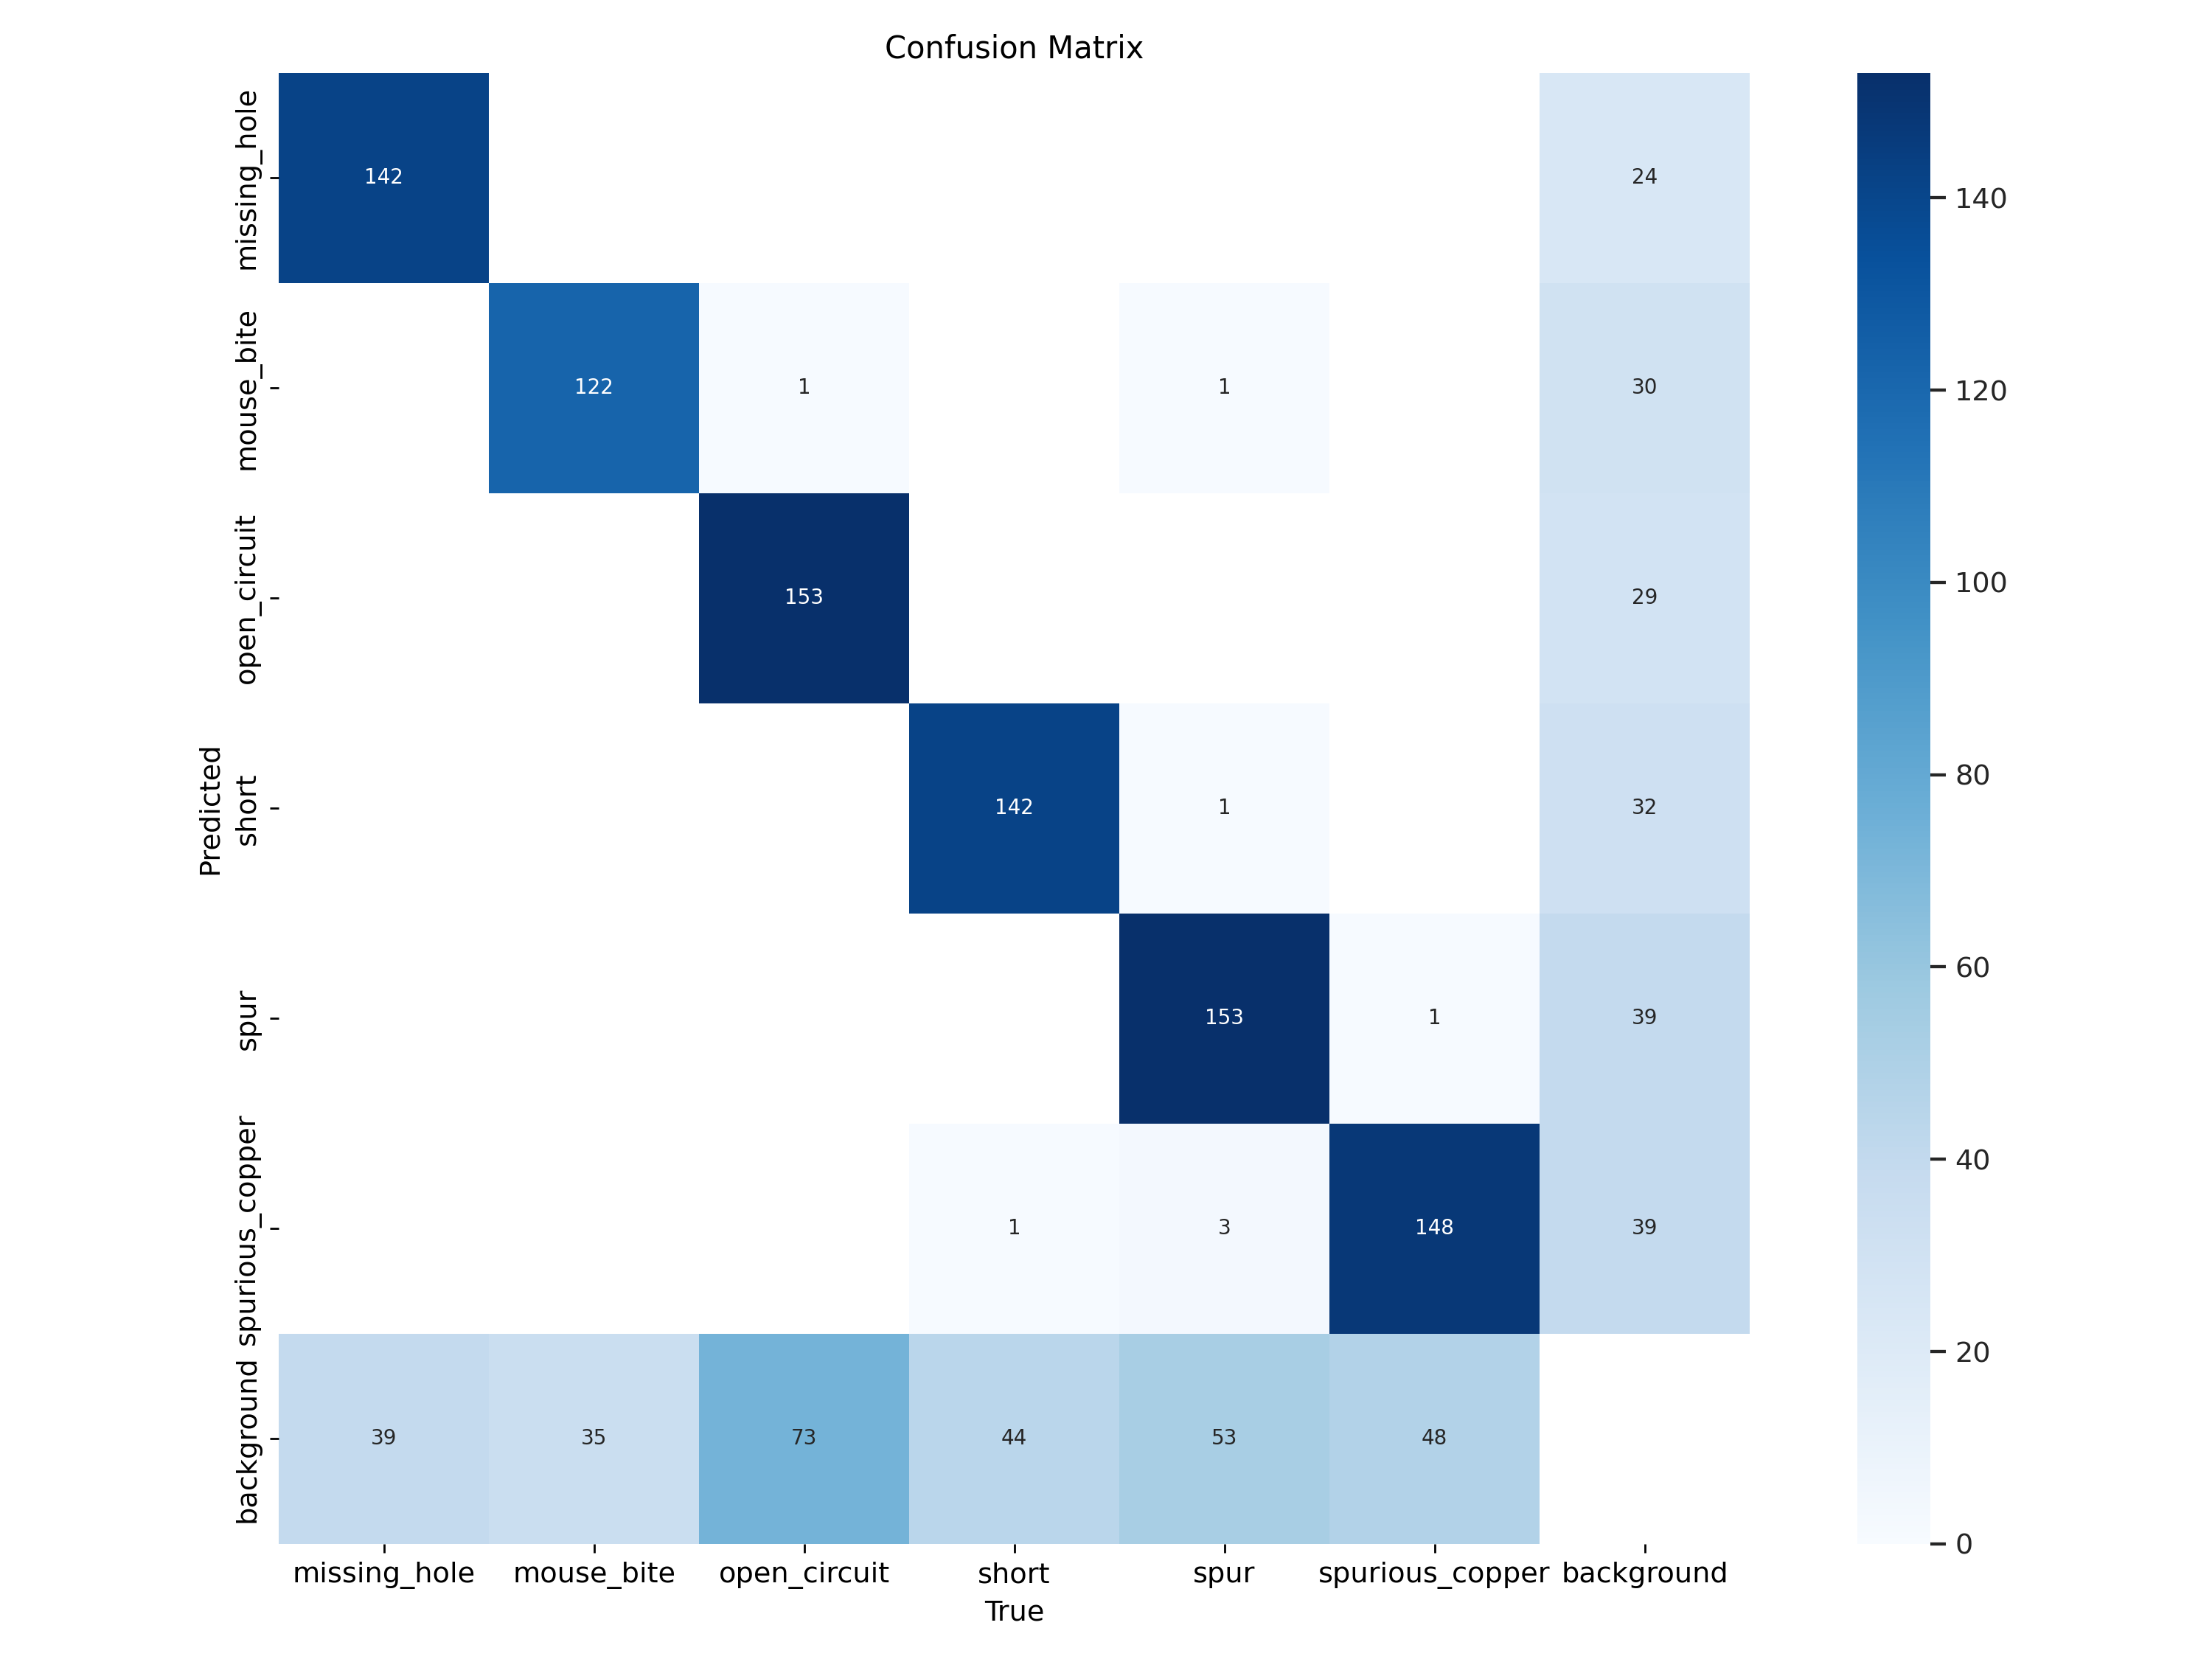 Confusion Matrix
missing_hole
142
24
140
mouse_bite
122
1
1
30
120
open_circuit
153
29
100
Predicted
short
142
1
32
80
spur
153
1
39
60
spurious_copper
1
3
148
39
40
background
39
35
73
44
53
48
20
0
missing_hole mouse_bite open_circuit short spur spurious_copper background
True